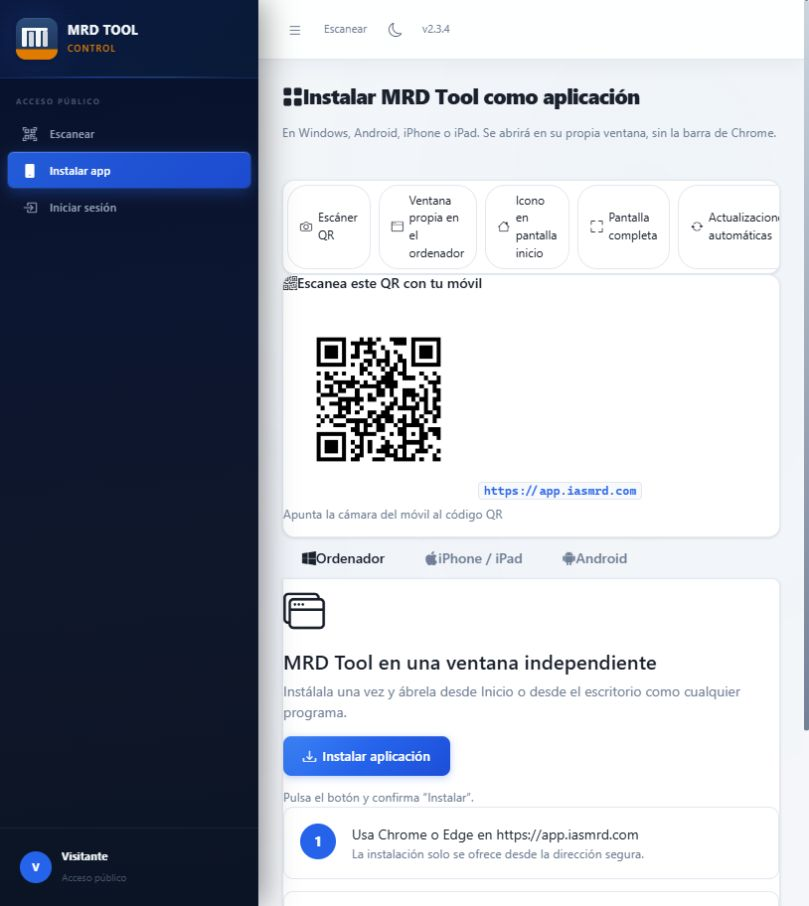 MRD TOOL
CONTROL
ACCESO PÚBLICO
Escanear
Instalar app
Iniciar sesión
Visitante
V
Acceso público
Escanear
v2.3.4
Instalar MRD Tool como aplicación
En Windows, Android, iPhone o iPad. Se abrirá en su propia ventana, sin la barra de Chrome.
Escáner
QR
Ventana
propia en
el
ordenador
Icono
en
pantalla
inicio
Pantalla
completa
Actualizacione
automáticas
Escanea este QR con tu móvil
https://app.iasmrd.com
Apunta la cámara del móvil al código QR
Ordenador
iPhone / iPad
Android
MRD Tool en una ventana independiente
Instálala una vez y ábrela desde Inicio o desde el escritorio como cualquier
programa.
Instalar aplicación
Pulsa el botón y confirma “Instalar”.
1
Usa Chrome o Edge en https://app.iasmrd.com
La instalación solo se ofrece desde la dirección segura.